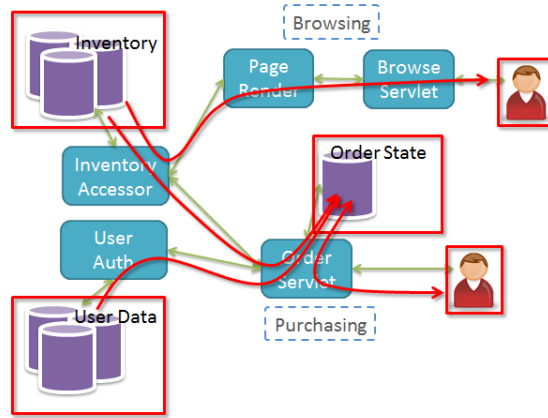 Browsing
Inventory
Page
Render
Browse
Servlet
Order State
Inventory
Accessor
User
Auth
Order
Servlet
User Data
Purchasing